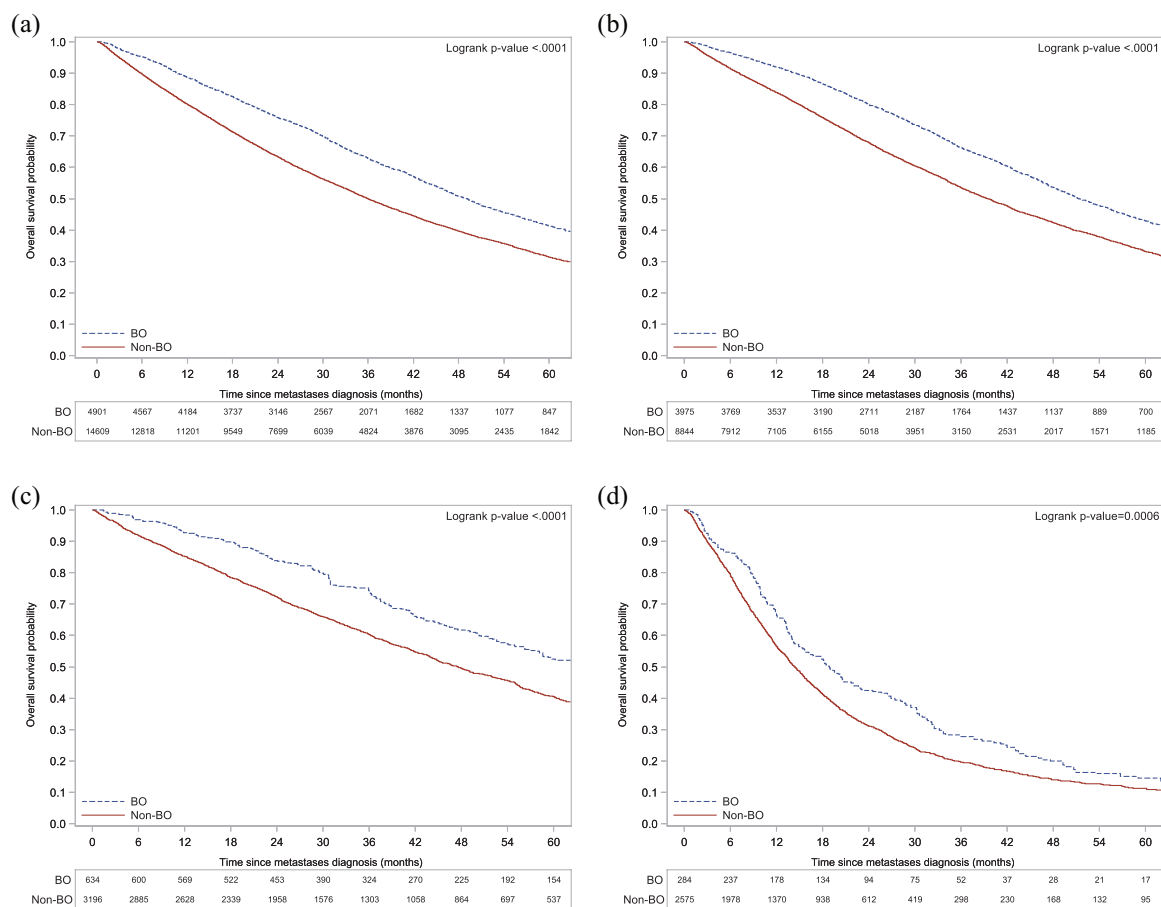 (a)
Logrank p-value <.0001
1.0
0.9
0.8
0.7
0.6
0.5
0.4
0.3
0.2
0.1
0.0
Overall survival probability
BO
Non-BO
0 6 12 18 24 30 36 42 48 54 60
Time since metastases diagnosis (months)
BO 4901 4567 4184 3737 3146 2567 2071 1682 1337 1077 847
Non-BO 14609 12818 11201 9549 7699 6039 4824 3876 3095 2435 1842
(b)
Logrank p-value <.0001
1.0
0.9
0.8
0.7
0.6
0.5
0.4
0.3
0.2
0.1
0.0
Overall survival probability
BO
Non-BO
0 6 12 18 24 30 36 42 48 54 60
Time since metastases diagnosis (months)
BO 3975 3769 3537 3190 2711 2187 1764 1437 1137 889 700
Non-BO 8844 7912 7105 6155 5018 3951 3150 2531 2017 1571 1185
(c)
Logrank p-value <.0001
1.0
0.9
0.8
0.7
0.6
0.5
0.4
0.3
0.2
0.1
0.0
Overall survival probability
BO
Non-BO
0 6 12 18 24 30 36 42 48 54 60
Time since metastases diagnosis (months)
BO 634 600 569 522 453 390 324 270 225 192 154
Non-BO 3196 2885 2628 2339 1958 1576 1303 1058 864 697 537
(d)
Logrank p-value=0.0006
1.0
0.9
0.8
0.7
0.6
0.5
0.4
0.3
0.2
0.1
0.0
Overall survival probability
BO
Non-BO
0 6 12 18 24 30 36 42 48 54 60
Time since metastases diagnosis (months)
BO 284 237 178 134 94 75 52 37 28 21 17
Non-BO 2575 1978 1370 938 612 419 298 230 168 132 95